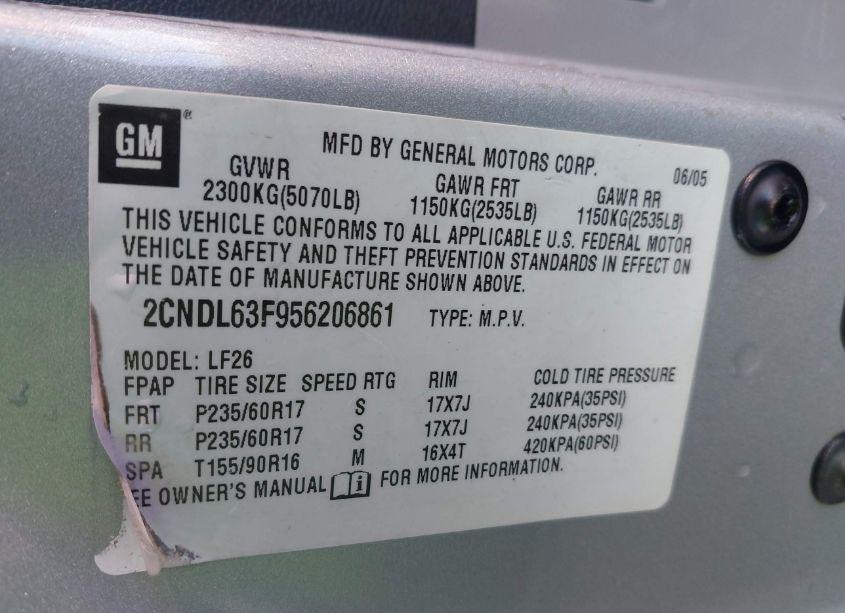 GM®
MFD BY GENERAL MOTORS CORP. 06/05
GVWR GAWR FRT GAWR RR
2300KG(5070LB) 1150KG(2535LB) 1150KG(2535LB)
THIS VEHICLE CONFORMS TO ALL APPLICABLE U.S. FEDERAL MOTOR
VEHICLE SAFETY AND THEFT PREVENTION STANDARDS IN EFFECT ON
THE DATE OF MANUFACTURE SHOWN ABOVE.
2CNDL63F956206861 TYPE: M.P.V.
MODEL: LF26
FPAP TIRE SIZE SPEED RTG RIM COLD TIRE PRESSURE
FRT P235/60R17 S 17X7J 240KPA(35PSI)
RR P235/60R17 S 17X7J 240KPA(35PSI)
SPA T155/90R16 M 16X4T 420KPA(60PSI)
EE OWNER'S MANUAL i FOR MORE INFORMATION.